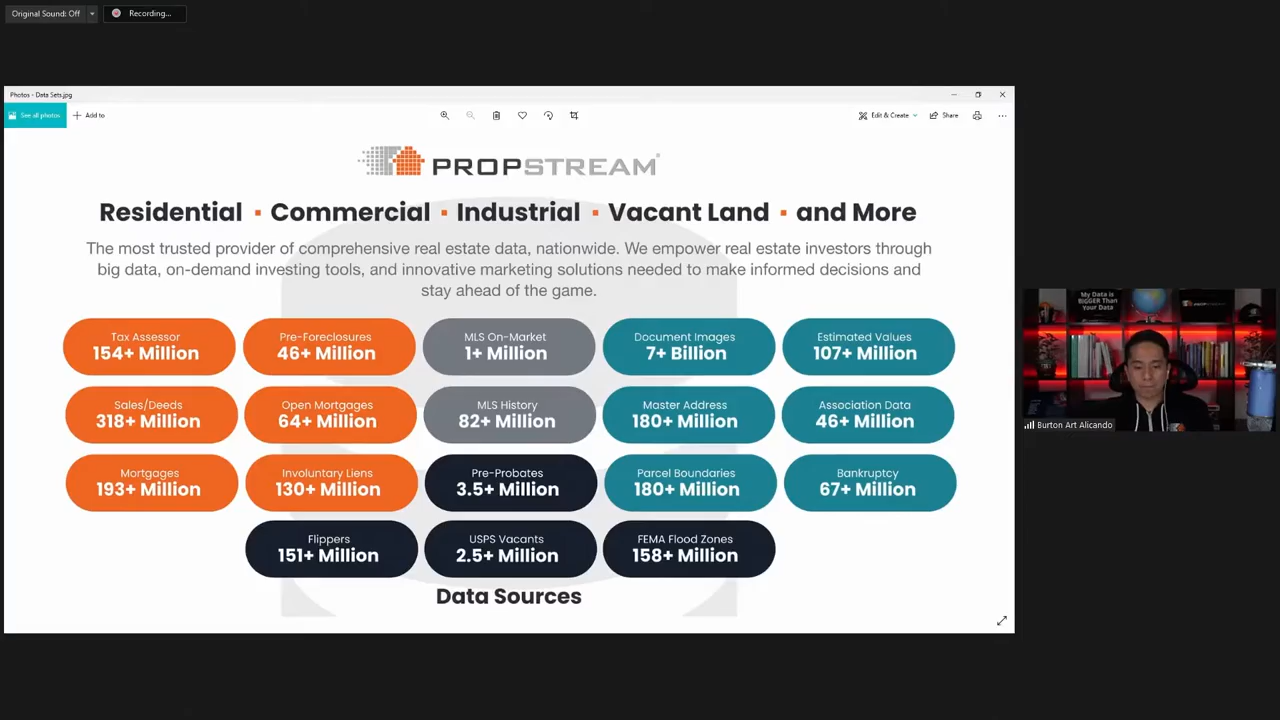 Original Sound: Off
Recording...
Photos - Data Sets.jpg
See all photos
Add to
Edit & Create
Share
PROPSTREAM®
Residential ▪ Commercial ▪ Industrial ▪ Vacant Land ▪ and More
The most trusted provider of comprehensive real estate data, nationwide. We empower real estate investors through
big data, on-demand investing tools, and innovative marketing solutions needed to make informed decisions and
stay ahead of the game.
Tax Assessor
154+ Million
Pre-Foreclosures
46+ Million
MLS On-Market
1+ Million
Document Images
7+ Billion
Estimated Values
107+ Million
Sales/Deeds
318+ Million
Open Mortgages
64+ Million
MLS History
82+ Million
Master Address
180+ Million
Association Data
46+ Million
Mortgages
193+ Million
Involuntary Liens
130+ Million
Pre-Probates
3.5+ Million
Parcel Boundaries
180+ Million
Bankruptcy
67+ Million
Flippers
151+ Million
USPS Vacants
2.5+ Million
FEMA Flood Zones
158+ Million
Data Sources
My Data is
BIGGER Than
Your Data
Burton Art Alicando